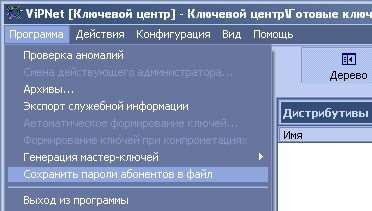 ViPNet [Ключевой центр] - Ключевой центр\Готовые ключ
Программа Действия Конфигурация Вид Помощь
Проверка аномалий
Смена действующего администратора...
Архивы...
Экспорт служебной информации
Автоматическое формирование ключей...
Формирование ключей при компрометации
Генерация мастер-ключей
Сохранить пароли абонентов в файл
Выход из программы
Дерево
Дистрибутивы
Имя